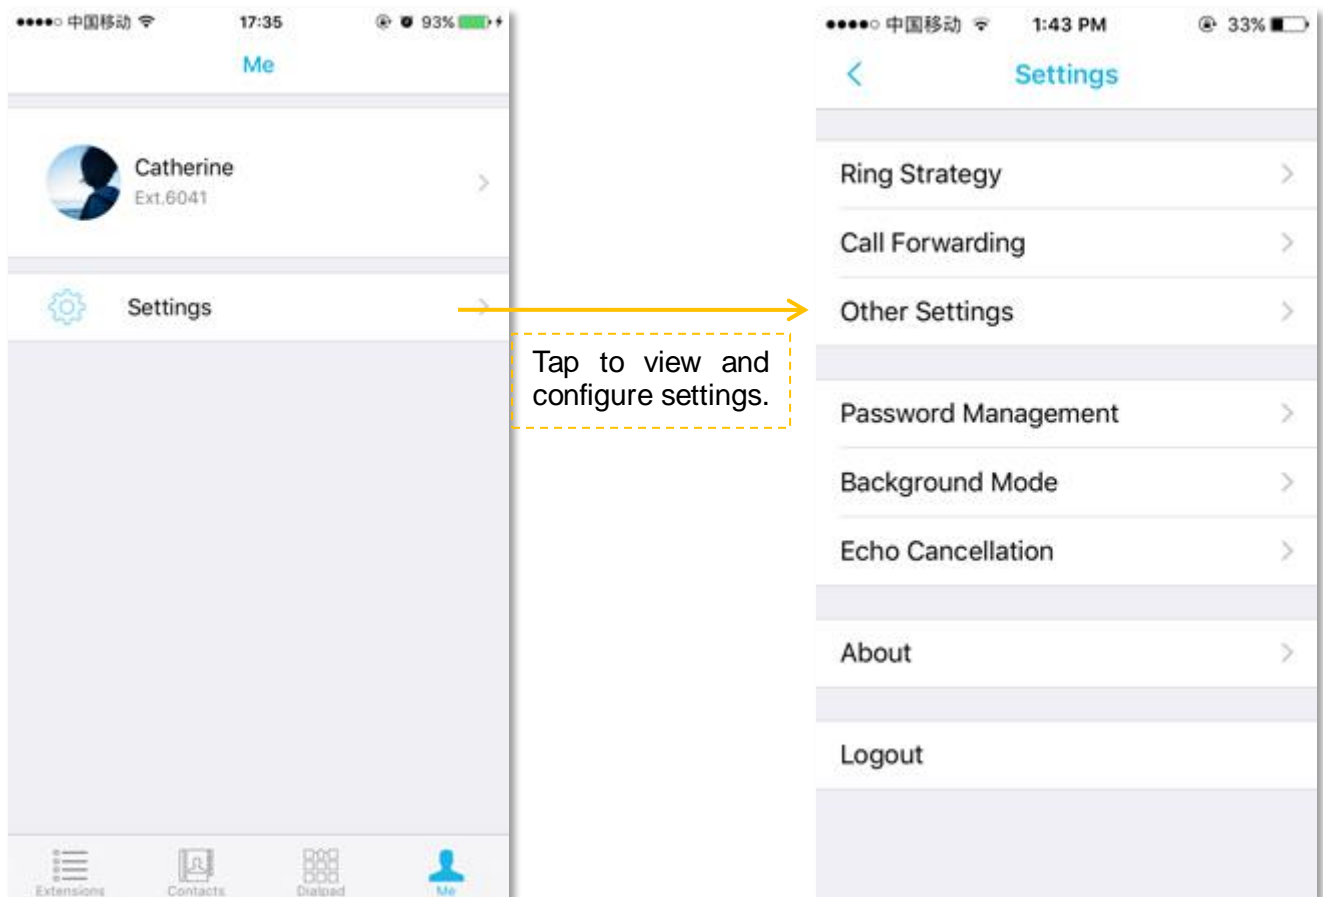 中国移动 17:35 93%
Me
Catherine
Ext.6041
Settings
Extensions Contacts Dialpad Me
Tap to view and
configure settings.
中国移动 1:43 PM 33%
Settings
Ring Strategy
Call Forwarding
Other Settings
Password Management
Background Mode
Echo Cancellation
About
Logout